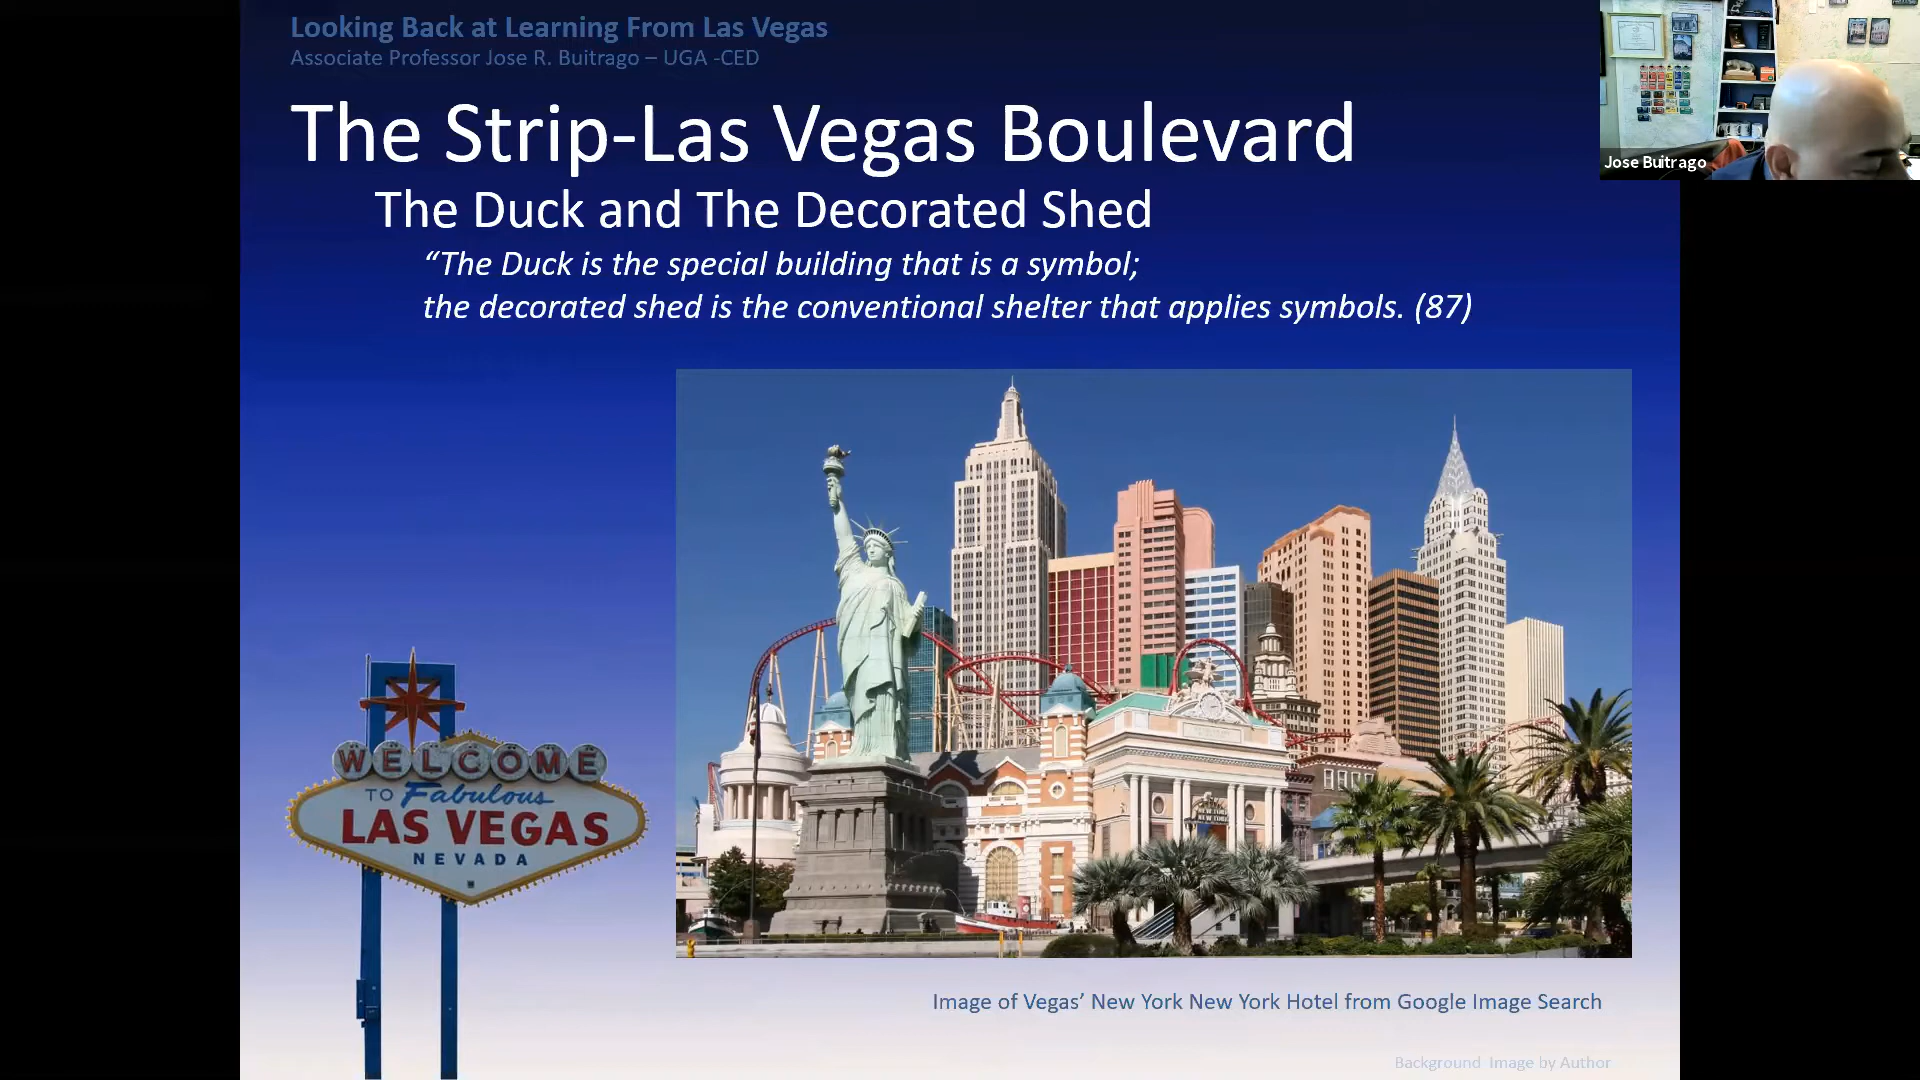 Looking Back at Learning From Las Vegas
Associate Professor Jose R. Buitrago – UGA -CED
The Strip-Las Vegas Boulevard
The Duck and The Decorated Shed
“The Duck is the special building that is a symbol;
the decorated shed is the conventional shelter that applies symbols. (87)
Jose Buitrago
WELCOME
TO Fabulous
LAS VEGAS
NEVADA
Image of Vegas’ New York New York Hotel from Google Image Search
Background Image by Author